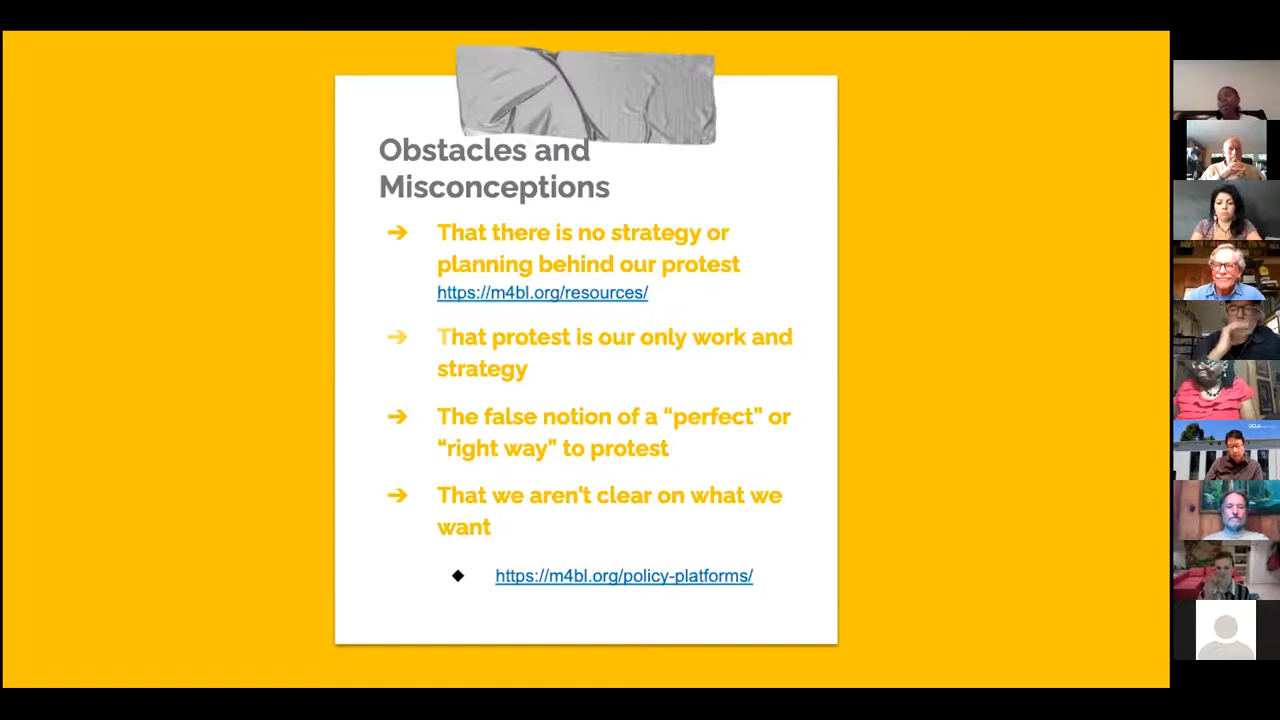 Obstacles and
Misconceptions
➔ That there is no strategy or
planning behind our protest
https://m4bl.org/resources/
➔ That protest is our only work and
strategy
➔ The false notion of a “perfect” or
“right way” to protest
➔ That we aren't clear on what we
want
◆ https://m4bl.org/policy-platforms/
UCLA